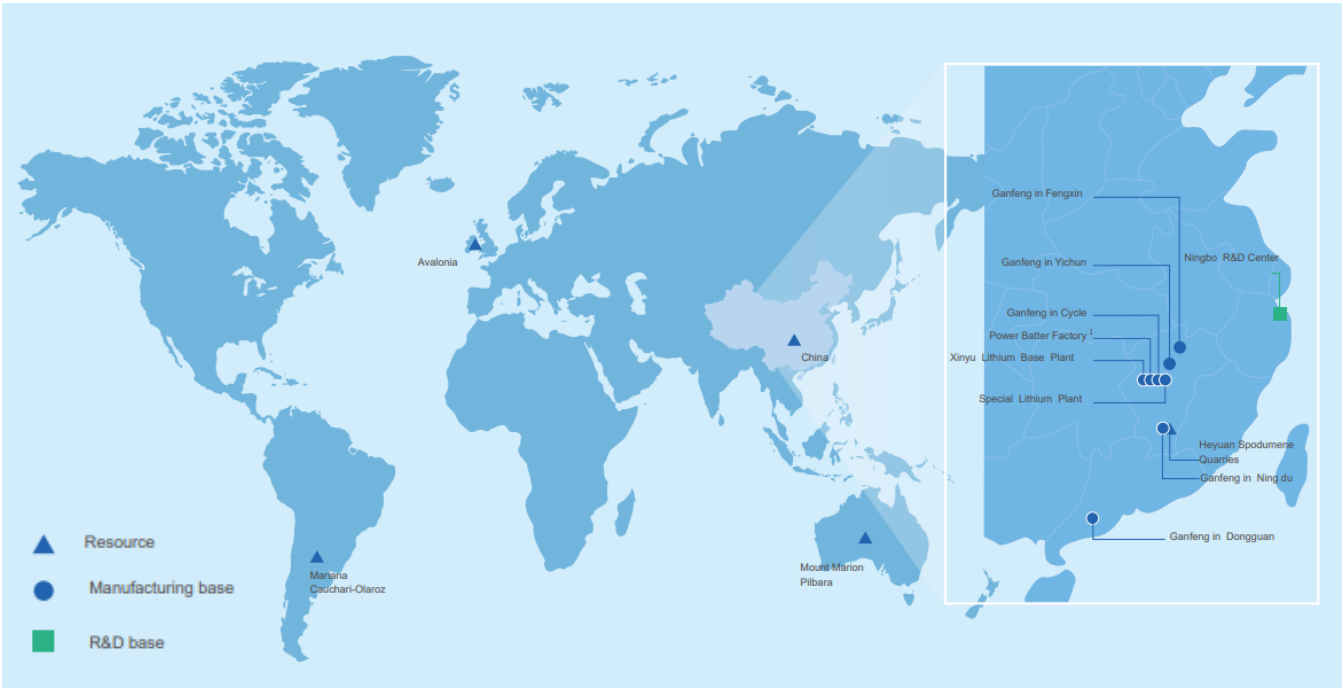 Avalonia
China
Mariana
Cauchari-Olaroz
Mount Marion
Pilbara
Resource
Manufacturing base
R&D base
Ganfeng in Fengxin
Ningbo R&D Center
Ganfeng in Yichun
Ganfeng in Cycle
Power Batter Factory 1
Xinyu Lithium Base Plant
Special Lithium Plant
Heyuan Spodumene
Quarries
Ganfeng in Ning du
Ganfeng in Dongguan